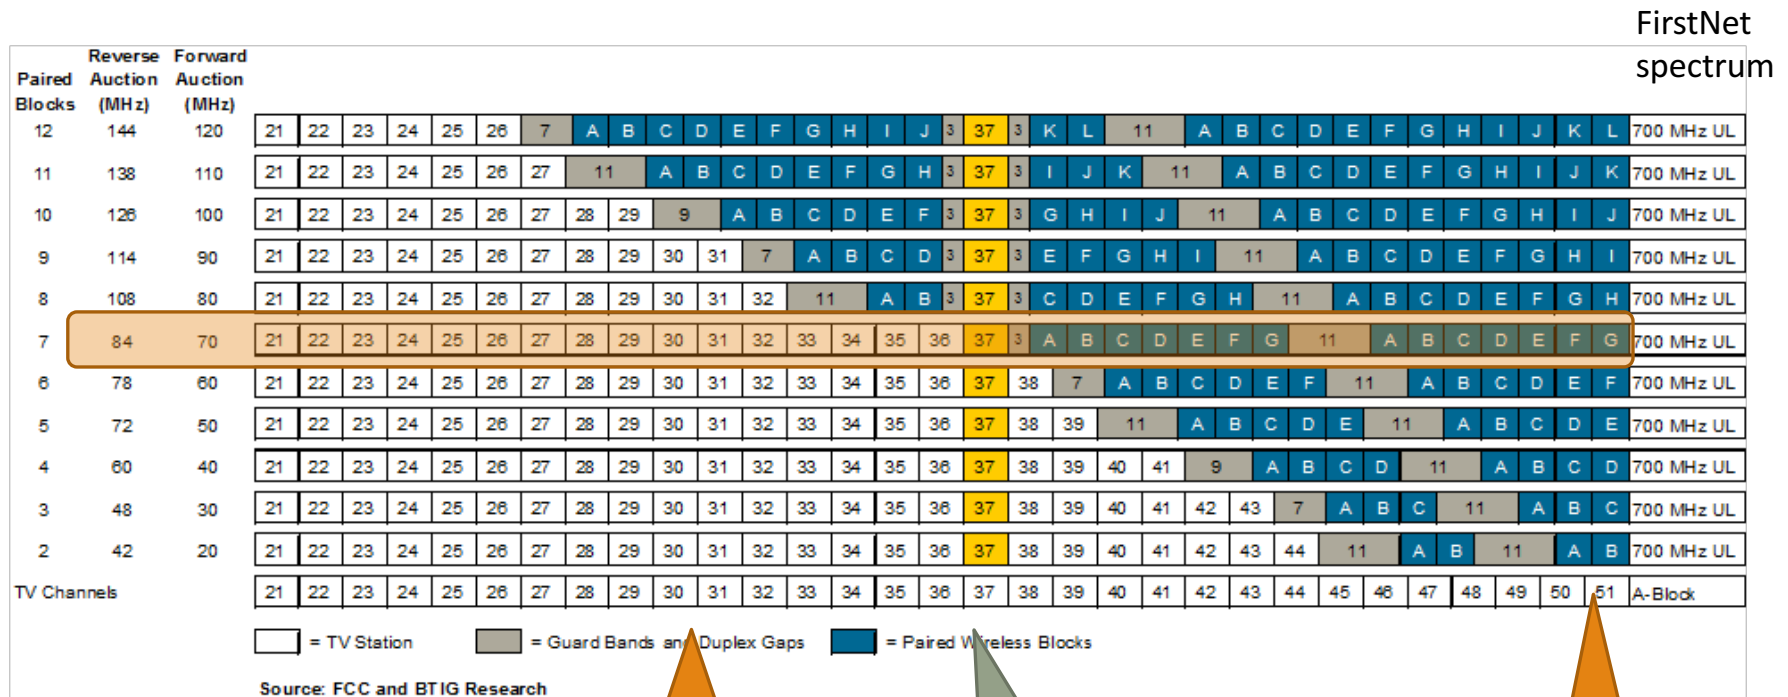 FirstNet
spectrum
Reverse Forward
Paired Auction Auction
Blocks (MHz) (MHz)
12 144 120 21 22 23 24 25 26 7 A B C D E F G H I J 3 37 3 K L 11 A B C D E F G H I J K L 700 MHz UL
11 138 110 21 22 23 24 25 26 27 11 A B C D E F G H 3 37 3 I J K 11 A B C D E F G H I J K 700 MHz UL
10 126 100 21 22 23 24 25 26 27 28 29 9 A B C D E F 3 37 3 G H I J 11 A B C D E F G H I J 700 MHz UL
9 114 90 21 22 23 24 25 26 27 28 29 30 31 7 A B C D 3 37 3 E F G H I 11 A B C D E F G H I 700 MHz UL
8 108 80 21 22 23 24 25 26 27 28 29 30 31 32 11 A B 3 37 3 C D E F G H 11 A B C D E F G H 700 MHz UL
7 84 70 21 22 23 24 25 26 27 28 29 30 31 32 33 34 35 36 37 3 A B C D E F G 11 A B C D E F G 700 MHz UL
6 78 60 21 22 23 24 25 26 27 28 29 30 31 32 33 34 35 36 37 38 7 A B C D E F 11 A B C D E F 700 MHz UL
5 72 50 21 22 23 24 25 26 27 28 29 30 31 32 33 34 35 36 37 38 39 11 A B C D E 11 A B C D E 700 MHz UL
4 60 40 21 22 23 24 25 26 27 28 29 30 31 32 33 34 35 36 37 38 39 40 41 9 A B C D 11 A B C D 700 MHz UL
3 48 30 21 22 23 24 25 26 27 28 29 30 31 32 33 34 35 36 37 38 39 40 41 42 43 7 A B C 11 A B C 700 MHz UL
2 42 20 21 22 23 24 25 26 27 28 29 30 31 32 33 34 35 36 37 38 39 40 41 42 43 44 11 A B 11 A B 700 MHz UL
TV Channels 21 22 23 24 25 26 27 28 29 30 31 32 33 34 35 36 37 38 39 40 41 42 43 44 45 46 47 48 49 50 51 A-Block
= TV Station = Guard Bands and Duplex Gaps = Paired Wireless Blocks
Source: FCC and BTIG Research